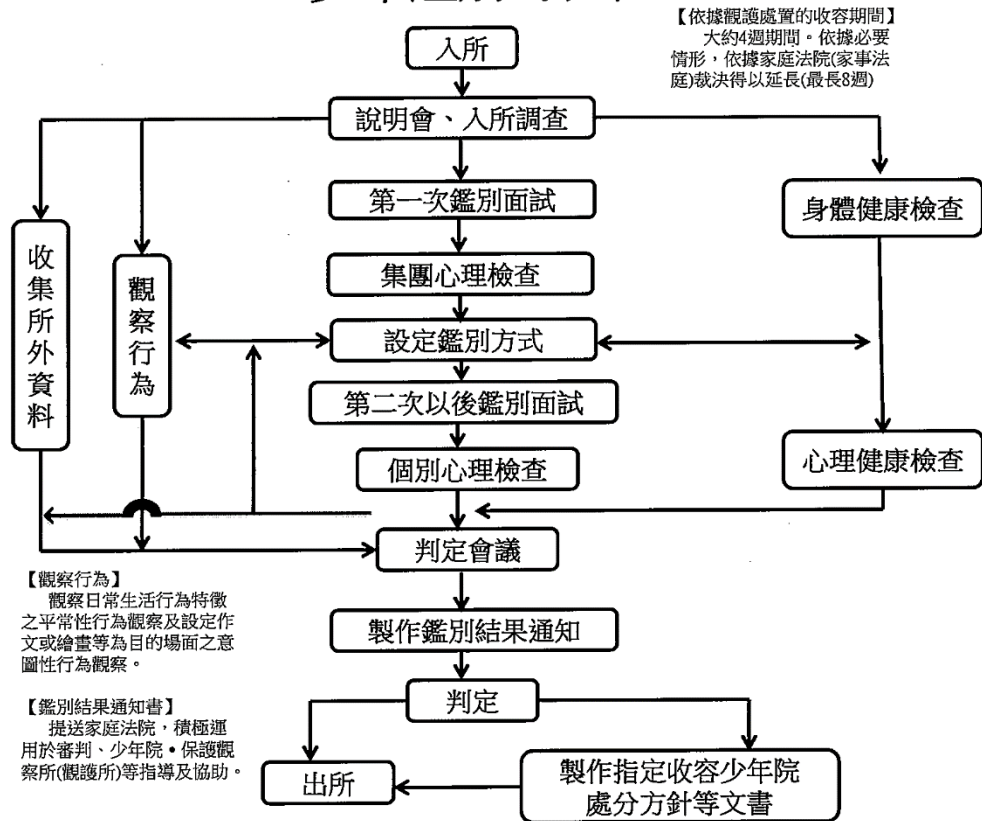 【依據觀護處置的收容期間】
大約4週期間。依據必要
情形，依據家庭法院(家事法
庭)裁決得以延長(最長8週)
入所
說明會、入所調查
第一次鑑別面試
身體健康檢查
收集所外資料
觀察行為
集團心理檢查
設定鑑別方式
第二次以後鑑別面試
個別心理檢查
心理健康檢查
判定會議
【觀察行為】
觀察日常生活行為特徵
之平常性行為觀察及設定作
文或繪畫等為目的場面之意
圖性行為觀察。
製作鑑別結果通知
【鑑別結果通知書】
提送家庭法院，積極運
用於審判、少年院•保護觀
察所(觀護所)等指導及協助。
判定
出所
製作指定收容少年院
處分方針等文書